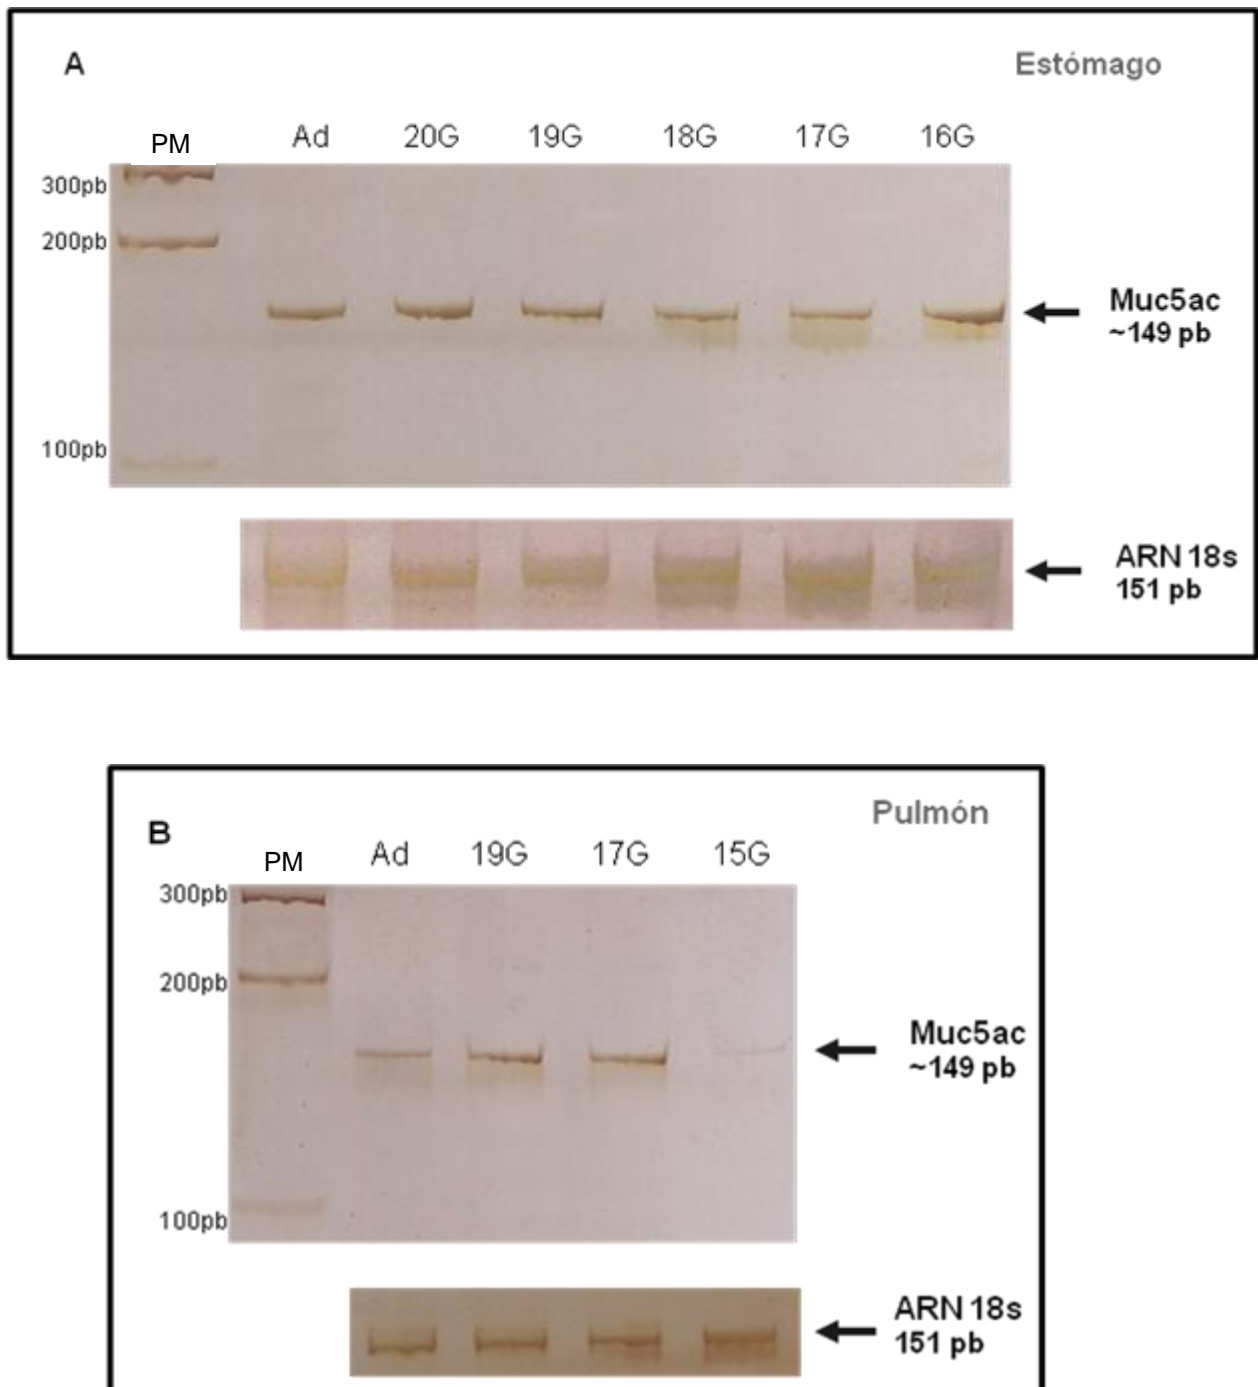 A
Estómago
PM Ad 20G 19G 18G 17G 16G
300pb
200pb
Muc5ac
~149 pb
100pb
ARN 18s
151 pb
Pulmón
B
PM Ad 19G 17G 15G
300pb
200pb
Muc5ac
~149 pb
100pb
ARN 18s
151 pb